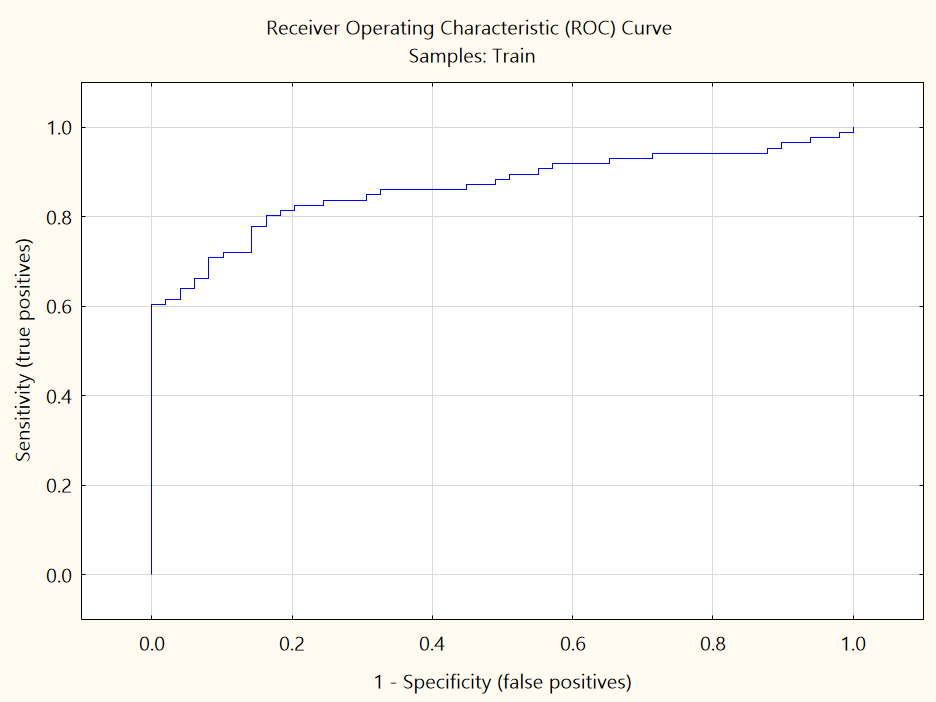 Receiver Operating Characteristic (ROC) Curve
Samples: Train
1.0
0.8
0.6
0.4
0.2
0.0
Sensitivity (true positives)
0.0 0.2 0.4 0.6 0.8 1.0
1 - Specificity (false positives)